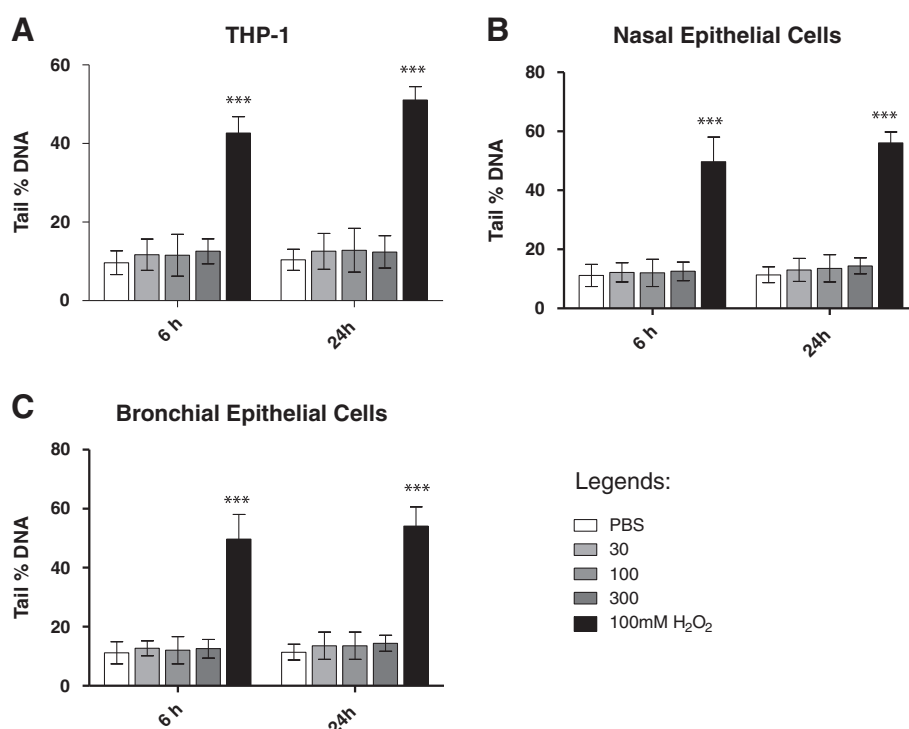 A
THP-1
Tail % DNA
60
40
20
0
***
***
6 h
24h
B
Nasal Epithelial Cells
Tail % DNA
80
60
40
20
0
***
***
6 h
24h
C
Bronchial Epithelial Cells
Tail % DNA
80
60
40
20
0
***
***
6 h
24h
Legends:
PBS
30
100
300
100mM H₂O₂